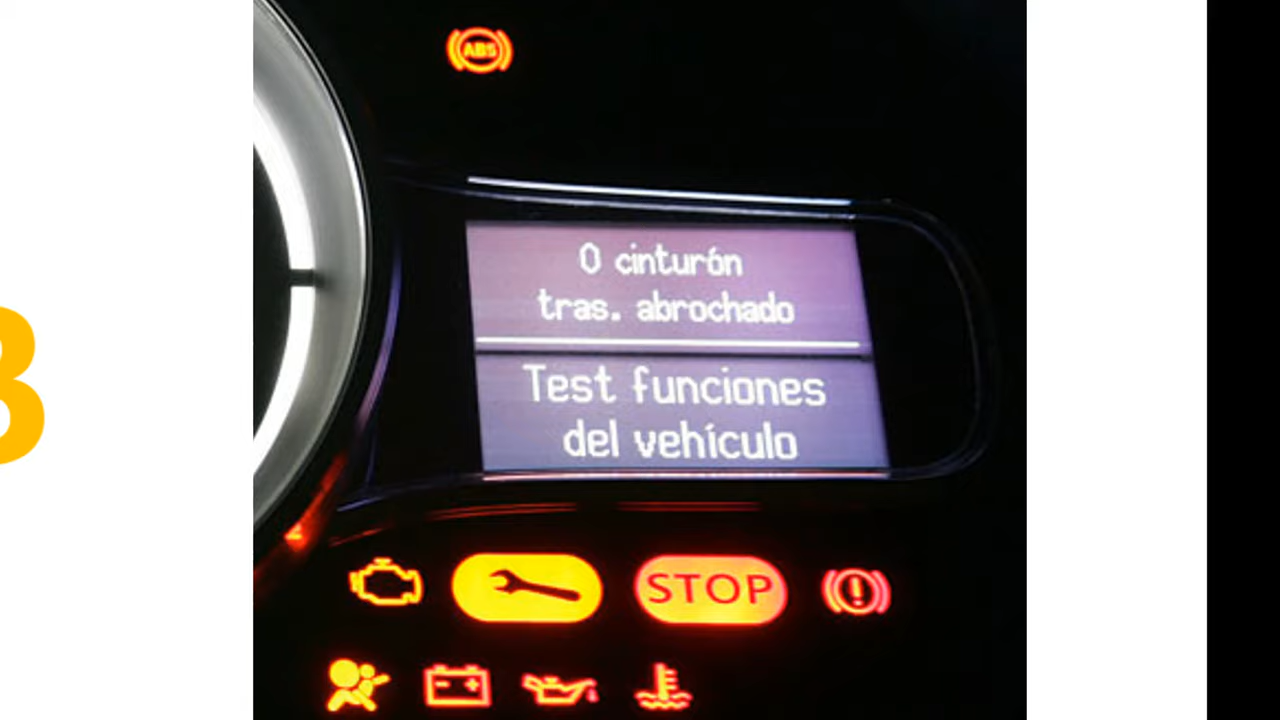 ABS
0 cinturón
tras. abrochado
Test funciones
del vehículo
STOP